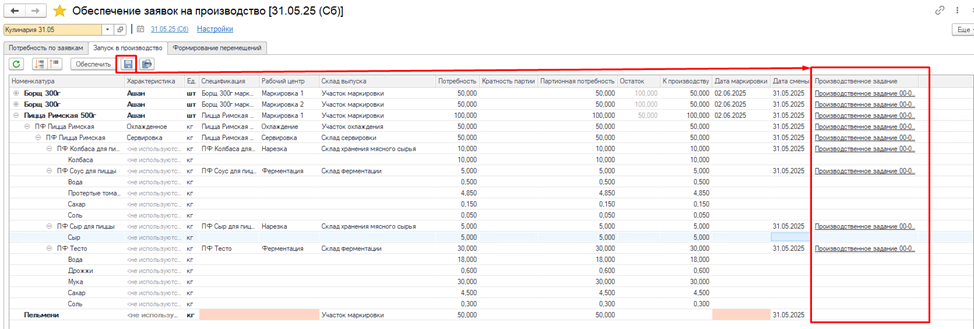 Обеспечение заявок на производство [31.05.25 (Сб)]
Кулинария 31.05 31.05.25 (Сб) Настройки Еще
Потребность по заявкам Запуск в производство Формирование перемещений
Обеспечить
Номенклатура Характеристика Ед. Спецификация Рабочий центр Склад выпуска Потребность Кратность партии Партионная потребность Остаток К производству Дата маркировки Дата смены Производственное задание
Борщ 300г Ашан шт Борщ 300г марк... Маркировка 1 Участок маркировки 50,000 50,000 100,000 50,000 02.06.2025 31.05.2025 Производственное задание 00-0..
Борщ 300г Ашан шт Борщ 300г марк... Маркировка 2 Участок маркировки 50,000 50,000 100,000 50,000 02.06.2025 31.05.2025 Производственное задание 00-0..
Пицца Римская 500г Ашан шт Пицца Римская ... Маркировка 1 Участок маркировки 100,000 100,000 50,000 100,000 02.06.2025 31.05.2025 Производственное задание 00-0..
ПФ Пицца Римская Охлажденное кг Пицца Римская ... Охлаждение Участок охлаждения 50,000 50,000 50,000 31.05.2025 Производственное задание 00-0..
ПФ Пицца Римская Сервировка кг Пицца Римская ... Сервировка Склад сервировки 50,000 50,000 50,000 31.05.2025 Производственное задание 00-0..
ПФ Колбаса для пи... <не используютс... кг ПФ Колбаса для... Нарезка Склад хранения мясного сырья 10,000 10,000 10,000 31.05.2025 Производственное задание 00-0..
Колбаса <не используютс... кг 10,000 10,000 10,000
ПФ Соус для пиццы <не используютс... кг ПФ Соус для пиц... Ферментация Склад ферментации 5,000 5,000 5,000 31.05.2025 Производственное задание 00-0..
Вода <не используютс... кг 0,500 0,500 0,500
Протертые тома... <не используютс... кг 4,850 4,850 4,850
Сахар <не используютс... кг 0,150 0,150 0,150
Соль <не используютс... кг 0,050 0,050 0,050
ПФ Сыр для пиццы <не используютс... кг ПФ Сыр для пиц... Нарезка Склад хранения мясного сырья 5,000 5,000 5,000 31.05.2025 Производственное задание 00-0..
Сыр <не используютс... кг 5,000 5,000 5,000
ПФ Тесто <не используютс... кг ПФ Тесто Ферментация Склад ферментации 30,000 30,000 30,000 31.05.2025 Производственное задание 00-0..
Вода <не используютс... кг 18,000 18,000 18,000
Дрожжи <не используютс... кг 0,600 0,600 0,600
Мука <не используютс... кг 30,000 30,000 30,000
Сахар <не используютс... кг 4,500 4,500 4,500
Соль <не используютс... кг 0,300 0,300 0,300
Пельмени <не использу... кг Участок маркировки 50,000 50,000 50,000 31.05.2025